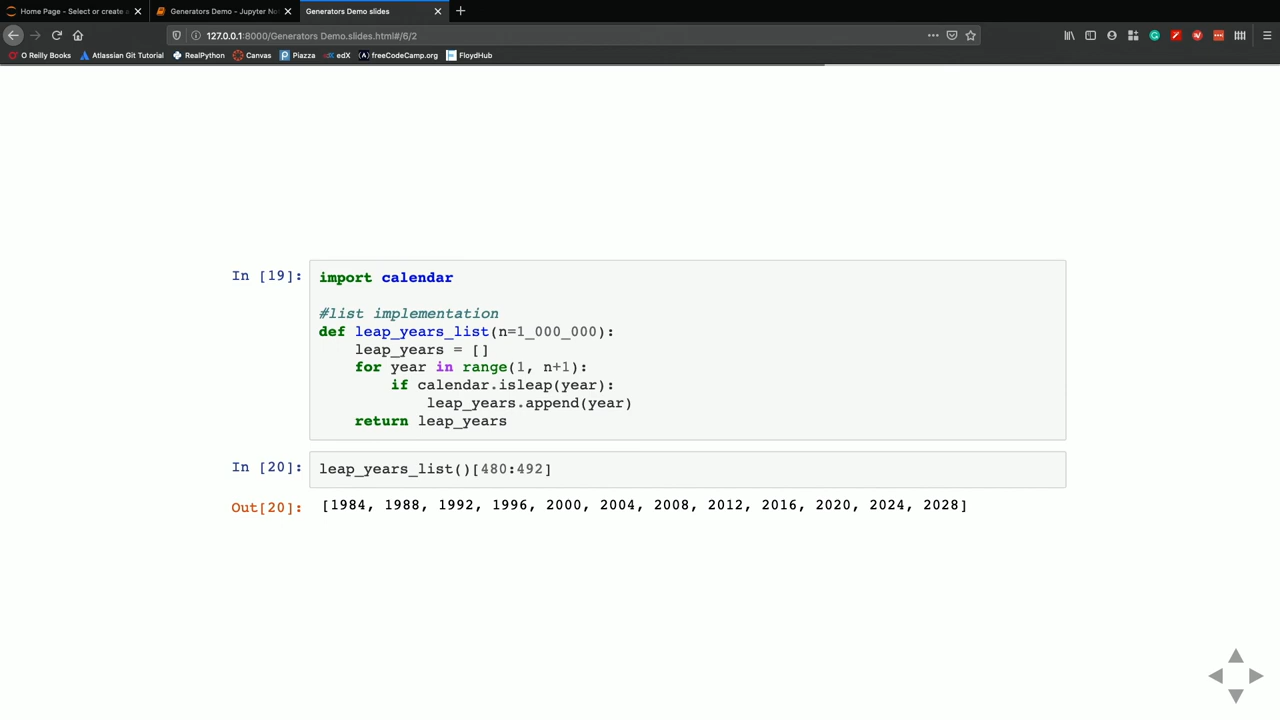 Home Page - Select or create a
Generators Demo - Jupyter No
Generators Demo slides
127.0.0.1:8000/Generators Demo.slides.html#/6/2
O Reilly Books
Atlassian Git Tutorial
RealPython
Canvas
Piazza
edX
freeCodeCamp.org
FloydHub
In [19]:
import calendar
#list implementation
def leap_years_list(n=1_000_000):
    leap_years = []
    for year in range(1, n+1):
        if calendar.isleap(year):
            leap_years.append(year)
    return leap_years
In [20]:
leap_years_list()[480:492]
Out[20]:
[1984, 1988, 1992, 1996, 2000, 2004, 2008, 2012, 2016, 2020, 2024, 2028]